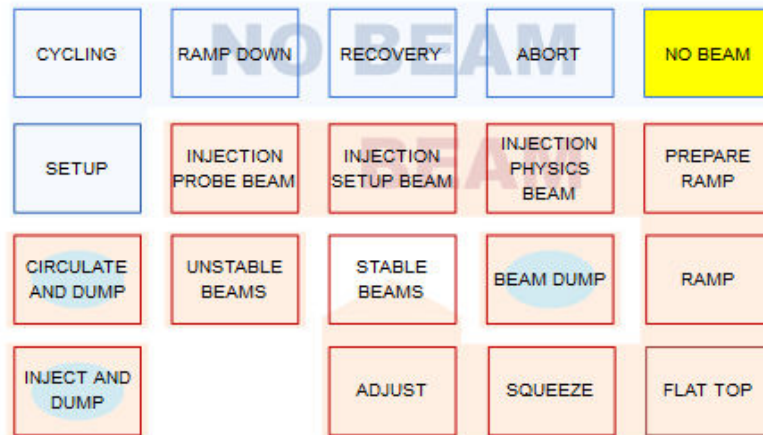 NO BEAM
CYCLING
RAMP DOWN
RECOVERY
ABORT
NO BEAM
BEAM
SETUP
INJECTION
PROBE BEAM
INJECTION
SETUP BEAM
INJECTION
PHYSICS
BEAM
PREPARE
RAMP
CIRCULATE
AND DUMP
UNSTABLE
BEAMS
STABLE
BEAMS
BEAM DUMP
RAMP
INJECT AND
DUMP
ADJUST
SQUEEZE
FLAT TOP